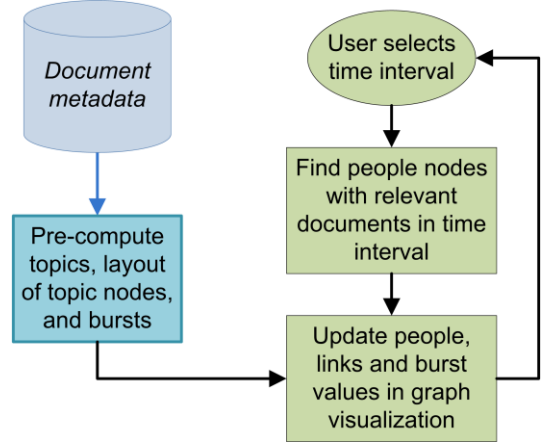 Document
metadata
Pre-compute
topics, layout
of topic nodes,
and bursts
User selects
time interval
Find people nodes
with relevant
documents in time
interval
Update people,
links and burst
values in graph
visualization